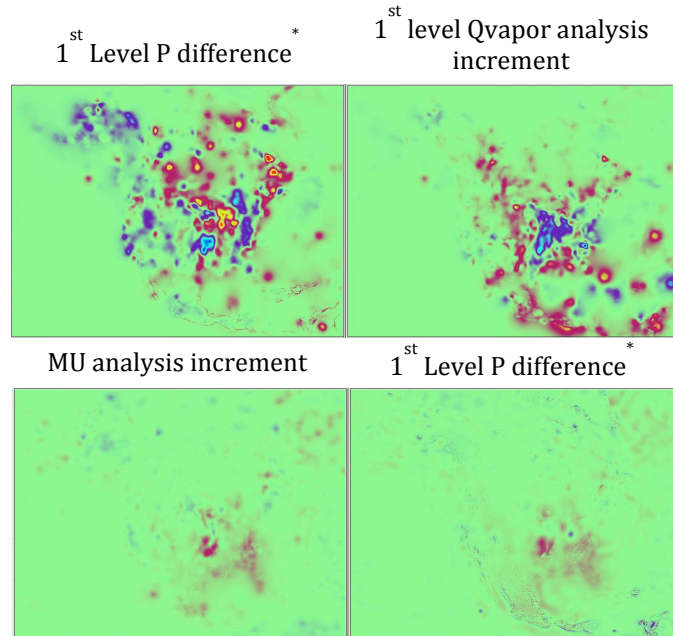 1st Level P difference*
1st level Qvapor analysis
increment
MU analysis increment
1st Level P difference*